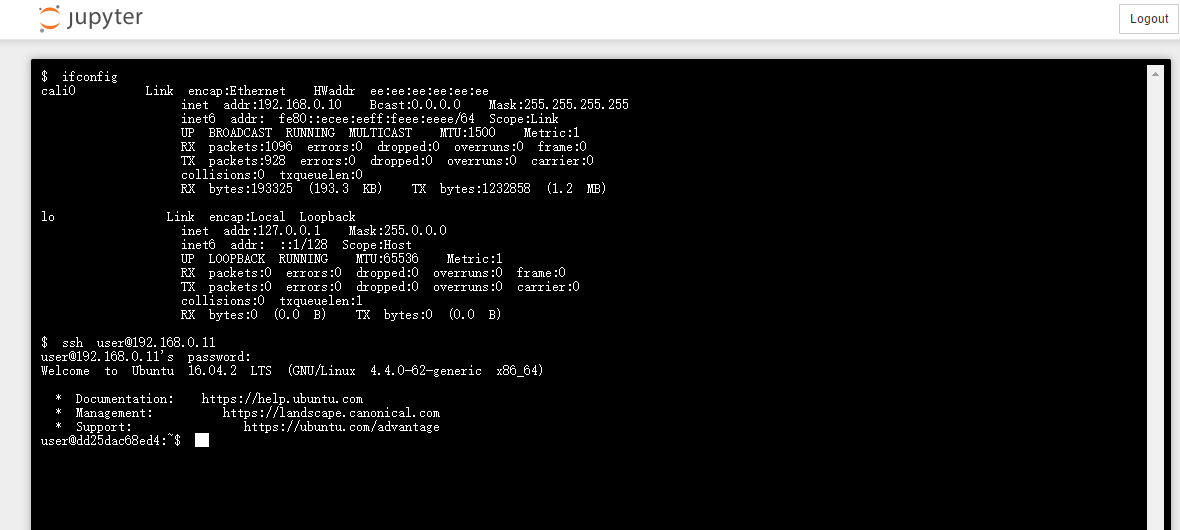 jupyter
Logout
$ ifconfig
cali0 Link encap:Ethernet HWaddr ee:ee:ee:ee:ee:ee
inet addr:192.168.0.10 Bcast:0.0.0.0 Mask:255.255.255.255
inet6 addr: fe80::ecee:eeff:feee:eeee/64 Scope:Link
UP BROADCAST RUNNING MULTICAST MTU:1500 Metric:1
RX packets:1096 errors:0 dropped:0 overruns:0 frame:0
TX packets:928 errors:0 dropped:0 overruns:0 carrier:0
collisions:0 txqueuelen:0
RX bytes:193325 (193.3 KB) TX bytes:1232858 (1.2 MB)
lo Link encap:Local Loopback
inet addr:127.0.0.1 Mask:255.0.0.0
inet6 addr: ::1/128 Scope:Host
UP LOOPBACK RUNNING MTU:65536 Metric:1
RX packets:0 errors:0 dropped:0 overruns:0 frame:0
TX packets:0 errors:0 dropped:0 overruns:0 carrier:0
collisions:0 txqueuelen:1
RX bytes:0 (0.0 B) TX bytes:0 (0.0 B)
$ ssh user@192.168.0.11
user@192.168.0.11's password:
Welcome to Ubuntu 16.04.2 LTS (GNU/Linux 4.4.0-62-generic x86_64)
* Documentation: https://help.ubuntu.com
* Management: https://landscape.canonical.com
* Support: https://ubuntu.com/advantage
user@dd25dac68ed4:~$